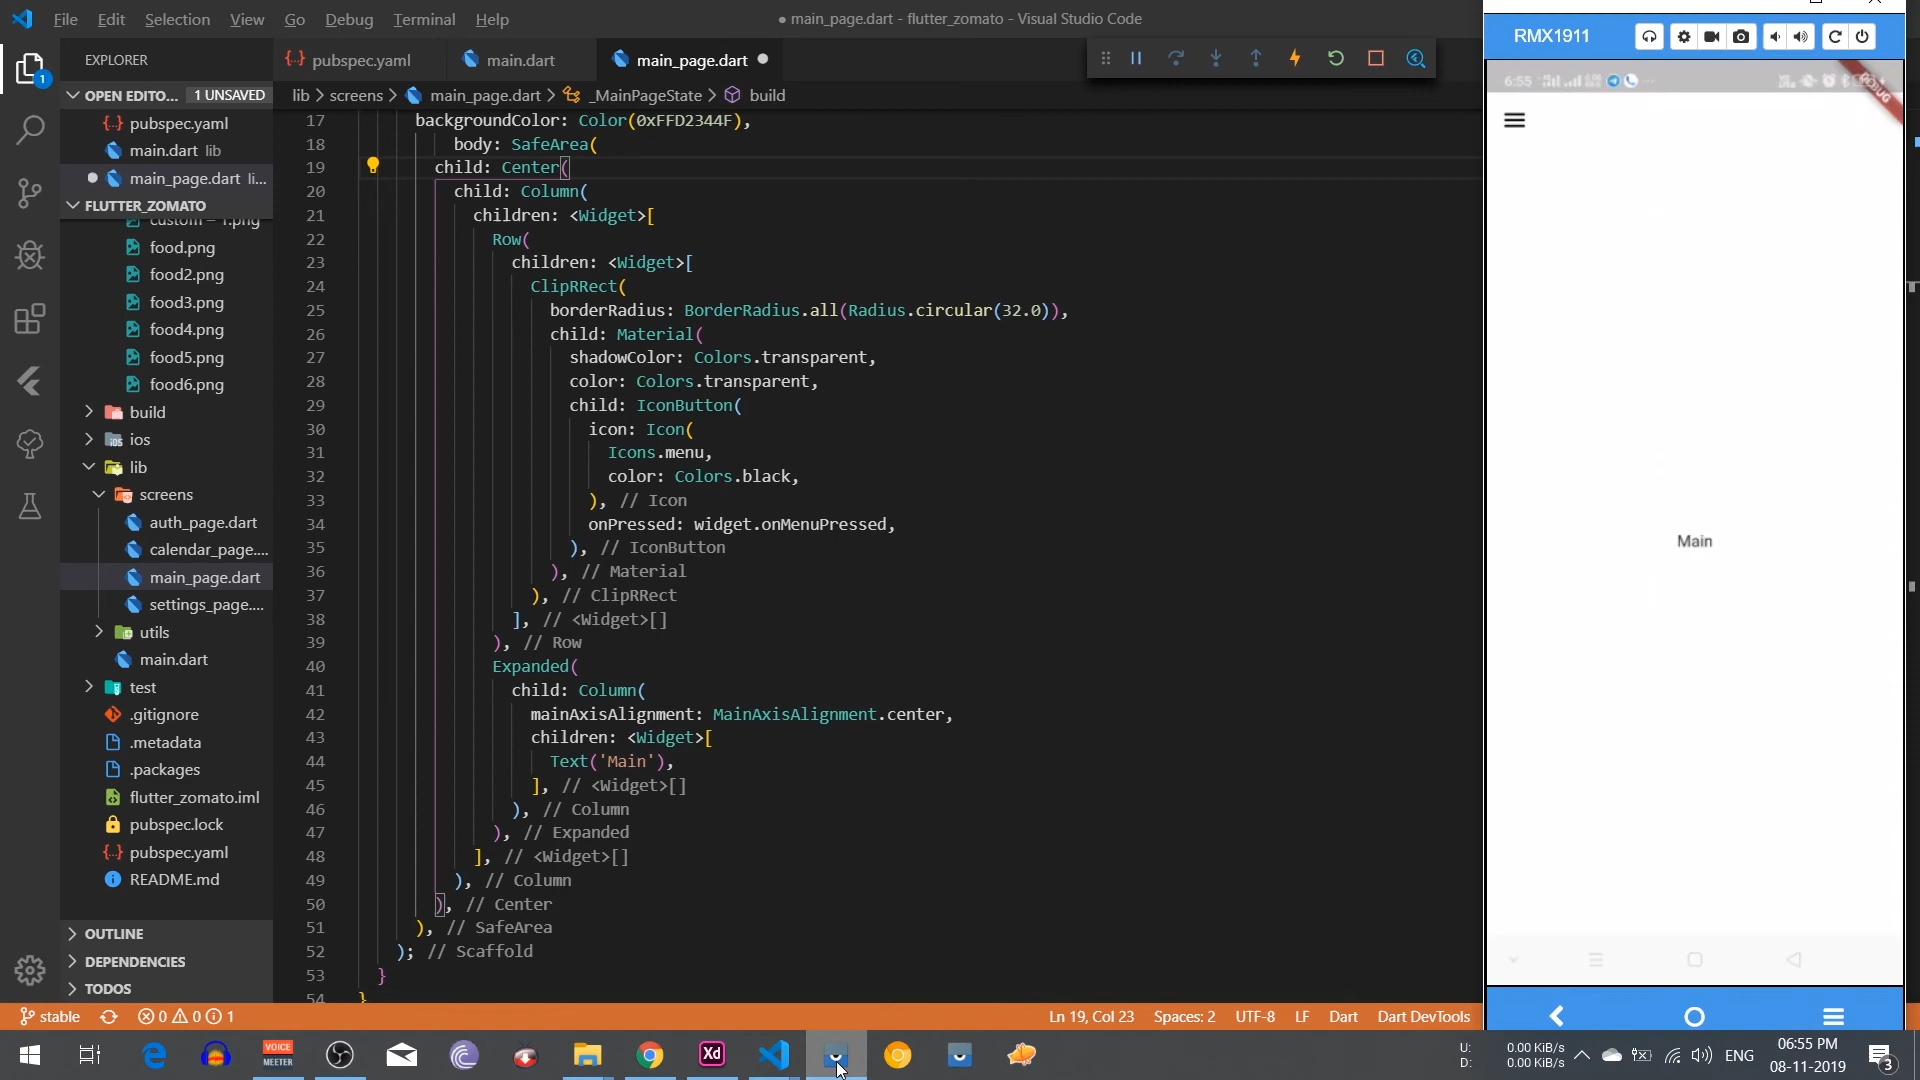 File Edit Selection View Go Debug Terminal Help
● main_page.dart - flutter_zomato - Visual Studio Code
RMX1911
EXPLORER
pubspec.yaml
main.dart
main_page.dart
OPEN EDITO... 1 UNSAVED
lib > screens > main_page.dart > _MainPageState > build
pubspec.yaml
main.dart lib
main_page.dart li...
FLUTTER_ZOMATO
food.png
food2.png
food3.png
food4.png
food5.png
food6.png
build
ios
lib
screens
auth_page.dart
calendar_page....
main_page.dart
settings_page....
utils
main.dart
test
.gitignore
.metadata
.packages
flutter_zomato.iml
pubspec.lock
pubspec.yaml
README.md
OUTLINE
DEPENDENCIES
TODOS
17 backgroundColor: Color(0xFFD2344F),
18 body: SafeArea(
19 child: Center(
20 child: Column(
21 children: <Widget>[
22 Row(
23 children: <Widget>[
24 ClipRRect(
25 borderRadius: BorderRadius.all(Radius.circular(32.0)),
26 child: Material(
27 shadowColor: Colors.transparent,
28 color: Colors.transparent,
29 child: IconButton(
30 icon: Icon(
31 Icons.menu,
32 color: Colors.black,
33 ), // Icon
34 onPressed: widget.onMenuPressed,
35 ), // IconButton
36 ), // Material
37 ), // ClipRRect
38 ], // <Widget>[]
39 ), // Row
40 Expanded(
41 child: Column(
42 mainAxisAlignment: MainAxisAlignment.center,
43 children: <Widget>[
44 Text('Main'),
45 ], // <Widget>[]
46 ), // Column
47 ), // Expanded
48 ], // <Widget>[]
49 ), // Column
50 ), // Center
51 ), // SafeArea
52 ); // Scaffold
53 }
54 }
6:55
Main
stable 0 0 1
Ln 19, Col 23 Spaces: 2 UTF-8 LF Dart Dart DevTools
VOICE
MEETER
Xd
U: 0.00 KiB/s
D: 0.00 KiB/s
ENG
06:55 PM
08-11-2019
3